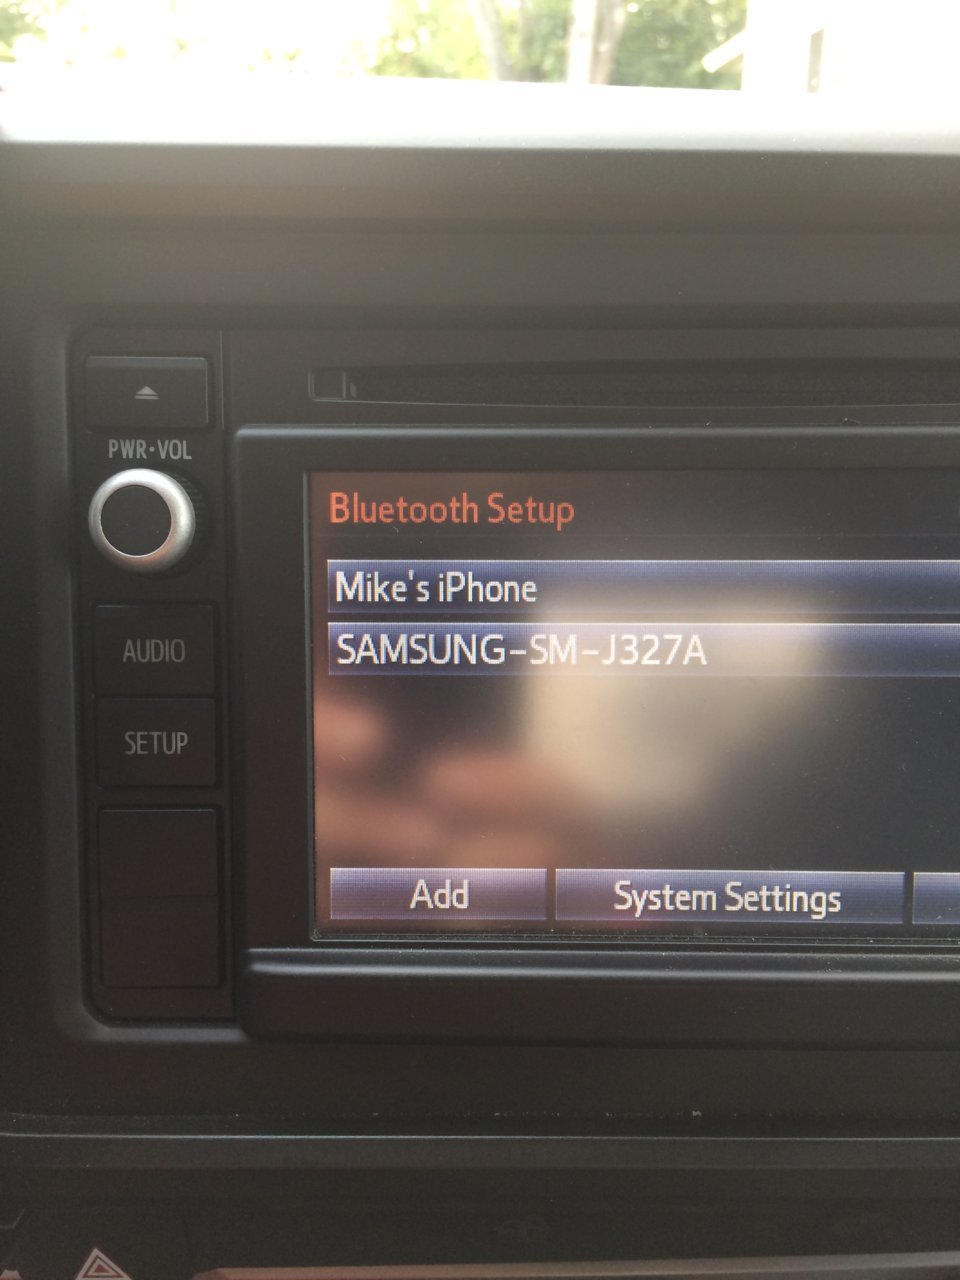 PWR·VOL
AUDIO
SETUP
Bluetooth Setup
Mike's iPhone
SAMSUNG-SM-J327A
Add
System Settings